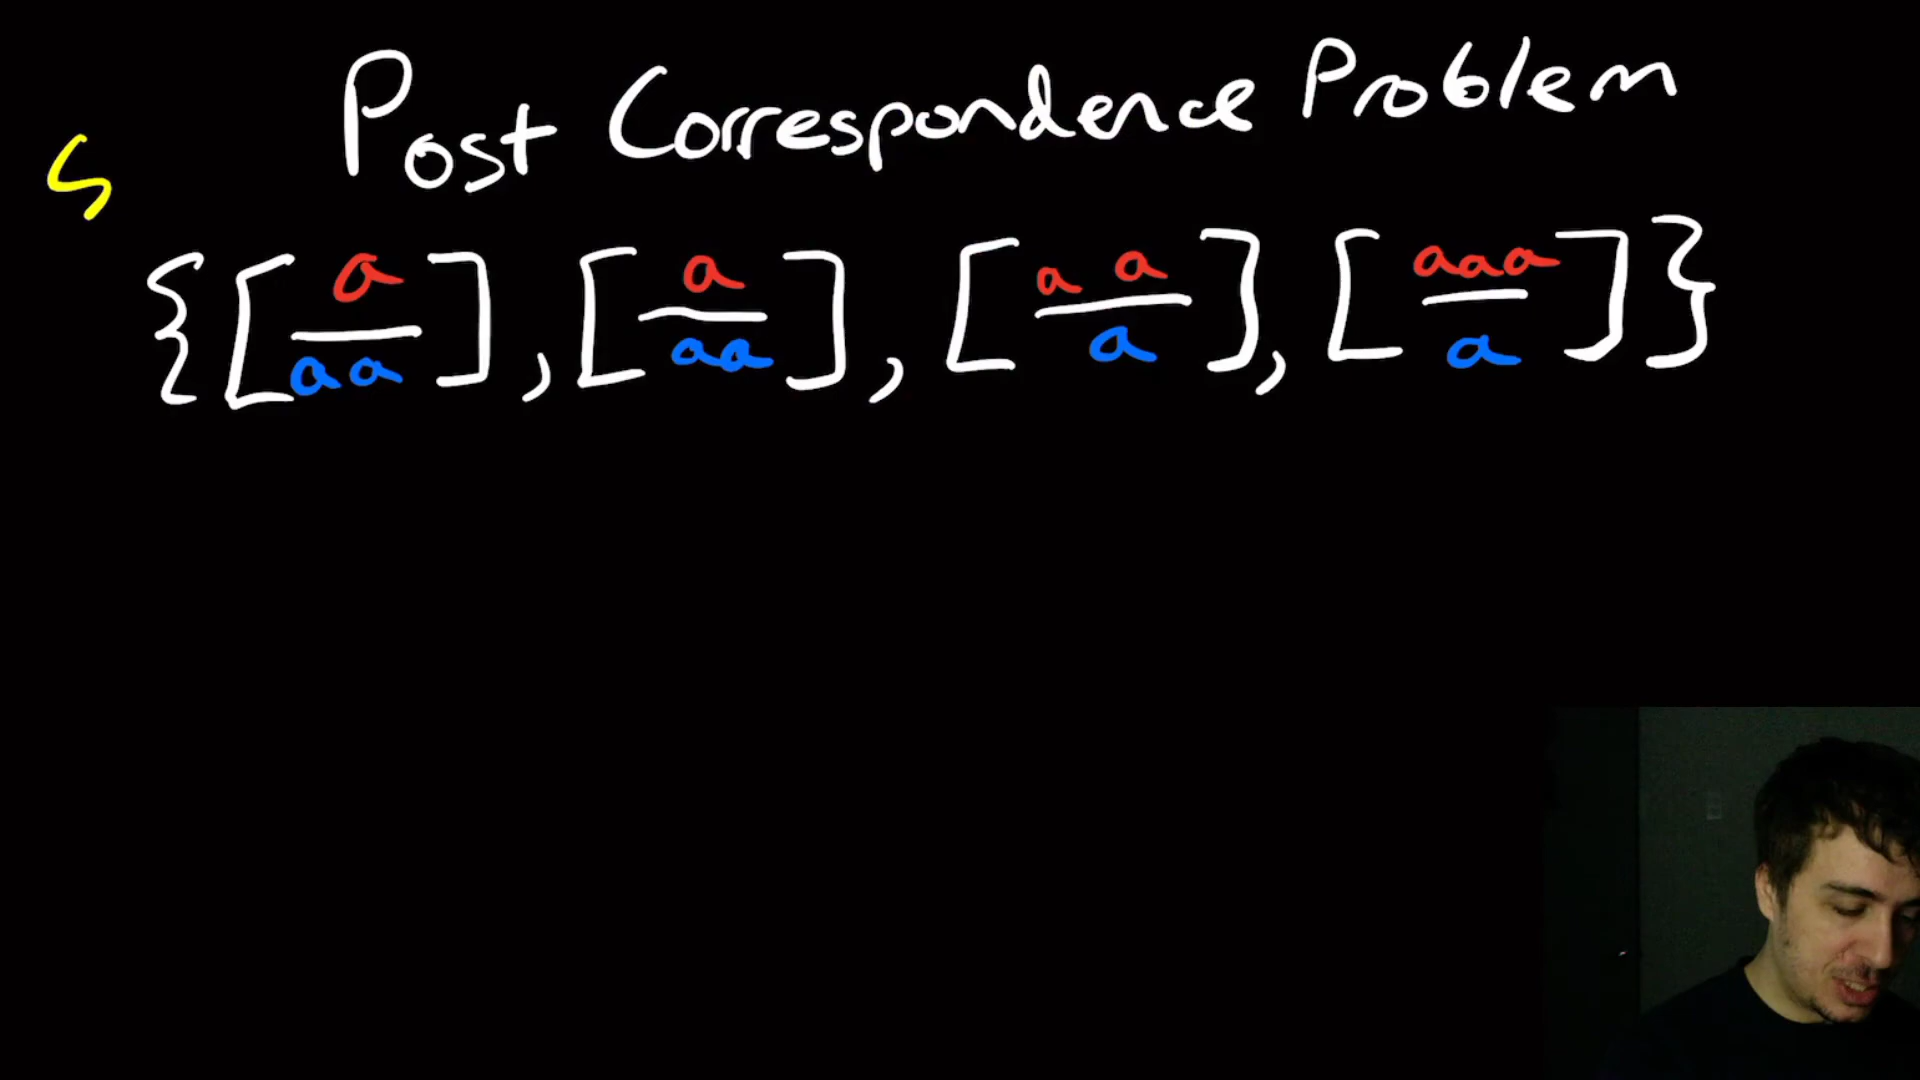 Post Correspondence Problem
S
{[a/aa], [a/aa], [aa/a], [aaa/a]}